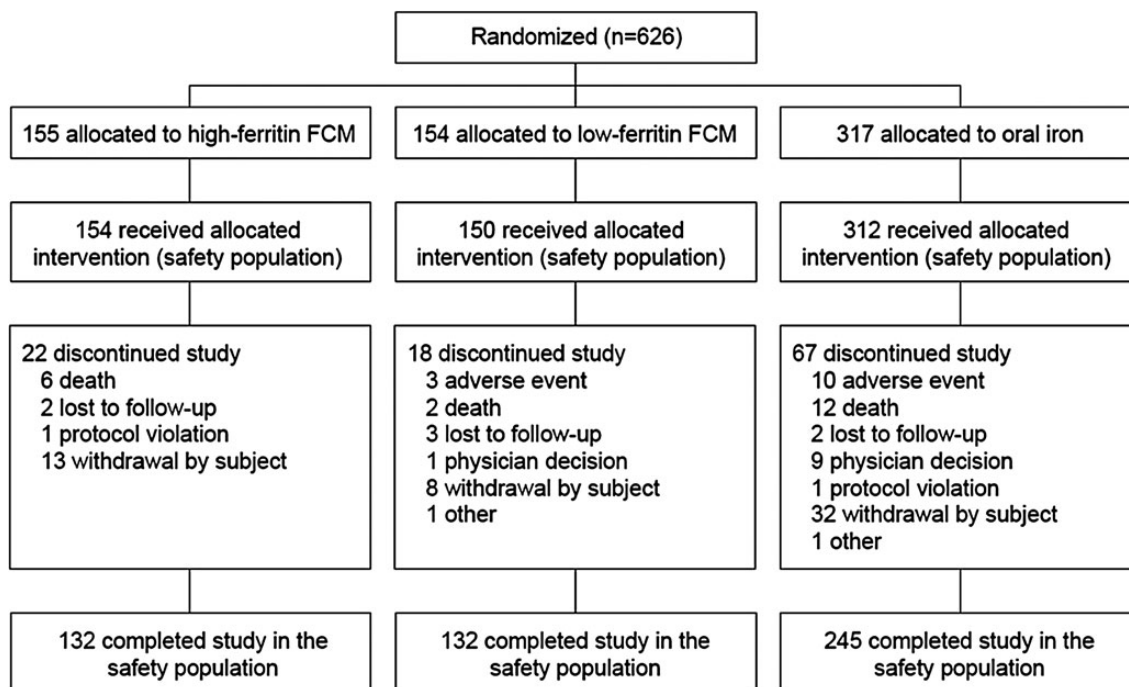 Randomized (n=626)
155 allocated to high-ferritin FCM
154 allocated to low-ferritin FCM
317 allocated to oral iron
154 received allocated
intervention (safety population)
150 received allocated
intervention (safety population)
312 received allocated
intervention (safety population)
22 discontinued study
6 death
2 lost to follow-up
1 protocol violation
13 withdrawal by subject
18 discontinued study
3 adverse event
2 death
3 lost to follow-up
1 physician decision
8 withdrawal by subject
1 other
67 discontinued study
10 adverse event
12 death
2 lost to follow-up
9 physician decision
1 protocol violation
32 withdrawal by subject
1 other
132 completed study in the
safety population
132 completed study in the
safety population
245 completed study in the
safety population